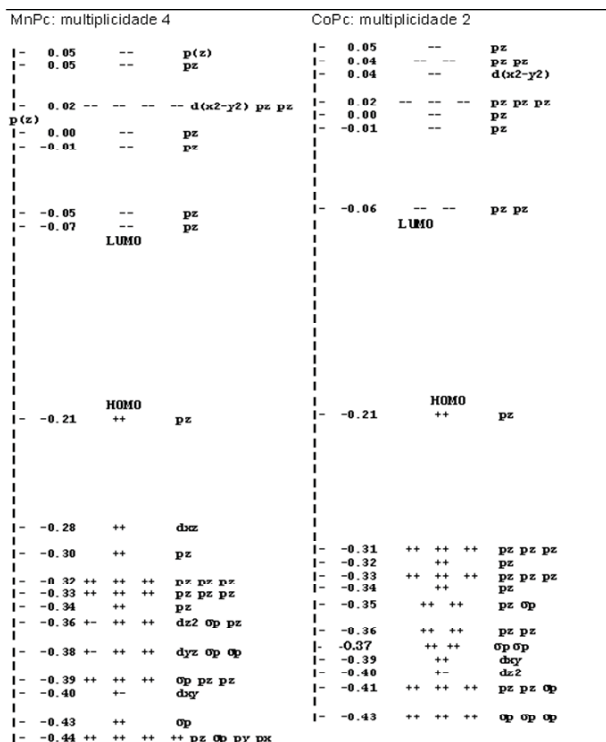 MnPc: multiplicidade 4
|- 0.05 -- p(z)
|- 0.05 -- pz
|- 0.02 -- -- -- -- d(x2-y2) pz pz
p(z)
|- 0.00 -- pz
|- -0.01 -- pz
|- -0.05 -- pz
|- -0.07 -- pz
LUMO
HOMO
|- -0.21 ++ pz
|- -0.28 ++ dxz
|- -0.30 ++ pz
|- -0.32 ++ ++ ++ pz pz pz
|- -0.33 ++ ++ ++ pz pz pz
|- -0.34 ++ pz
|- -0.36 +- ++ ++ dz2 σp pz
|- -0.38 +- ++ ++ dyz σp σp
|- -0.39 ++ ++ ++ σp pz pz
|- -0.40 +- dxy
|- -0.43 ++ σp
|- -0.44 ++ ++ ++ ++ pz σp py px
CoPc: multiplicidade 2
|- 0.05 -- pz
|- 0.04 -- -- pz pz
|- 0.04 -- d(x2-y2)
|- 0.02 -- -- -- pz pz pz
|- 0.00 -- pz
|- -0.01 -- pz
|- -0.06 -- -- pz pz
LUMO
HOMO
|- -0.21 ++ pz
|- -0.31 ++ ++ ++ pz pz pz
|- -0.32 ++ pz
|- -0.33 ++ ++ ++ pz pz pz
|- -0.34 ++ pz
|- -0.35 ++ ++ pz σp
|- -0.36 ++ ++ pz pz
|- -0.37 ++ ++ σp σp
|- -0.39 ++ dxy
|- -0.40 +- dz2
|- -0.41 ++ ++ ++ pz pz σp
|- -0.43 ++ ++ ++ σp σp σp